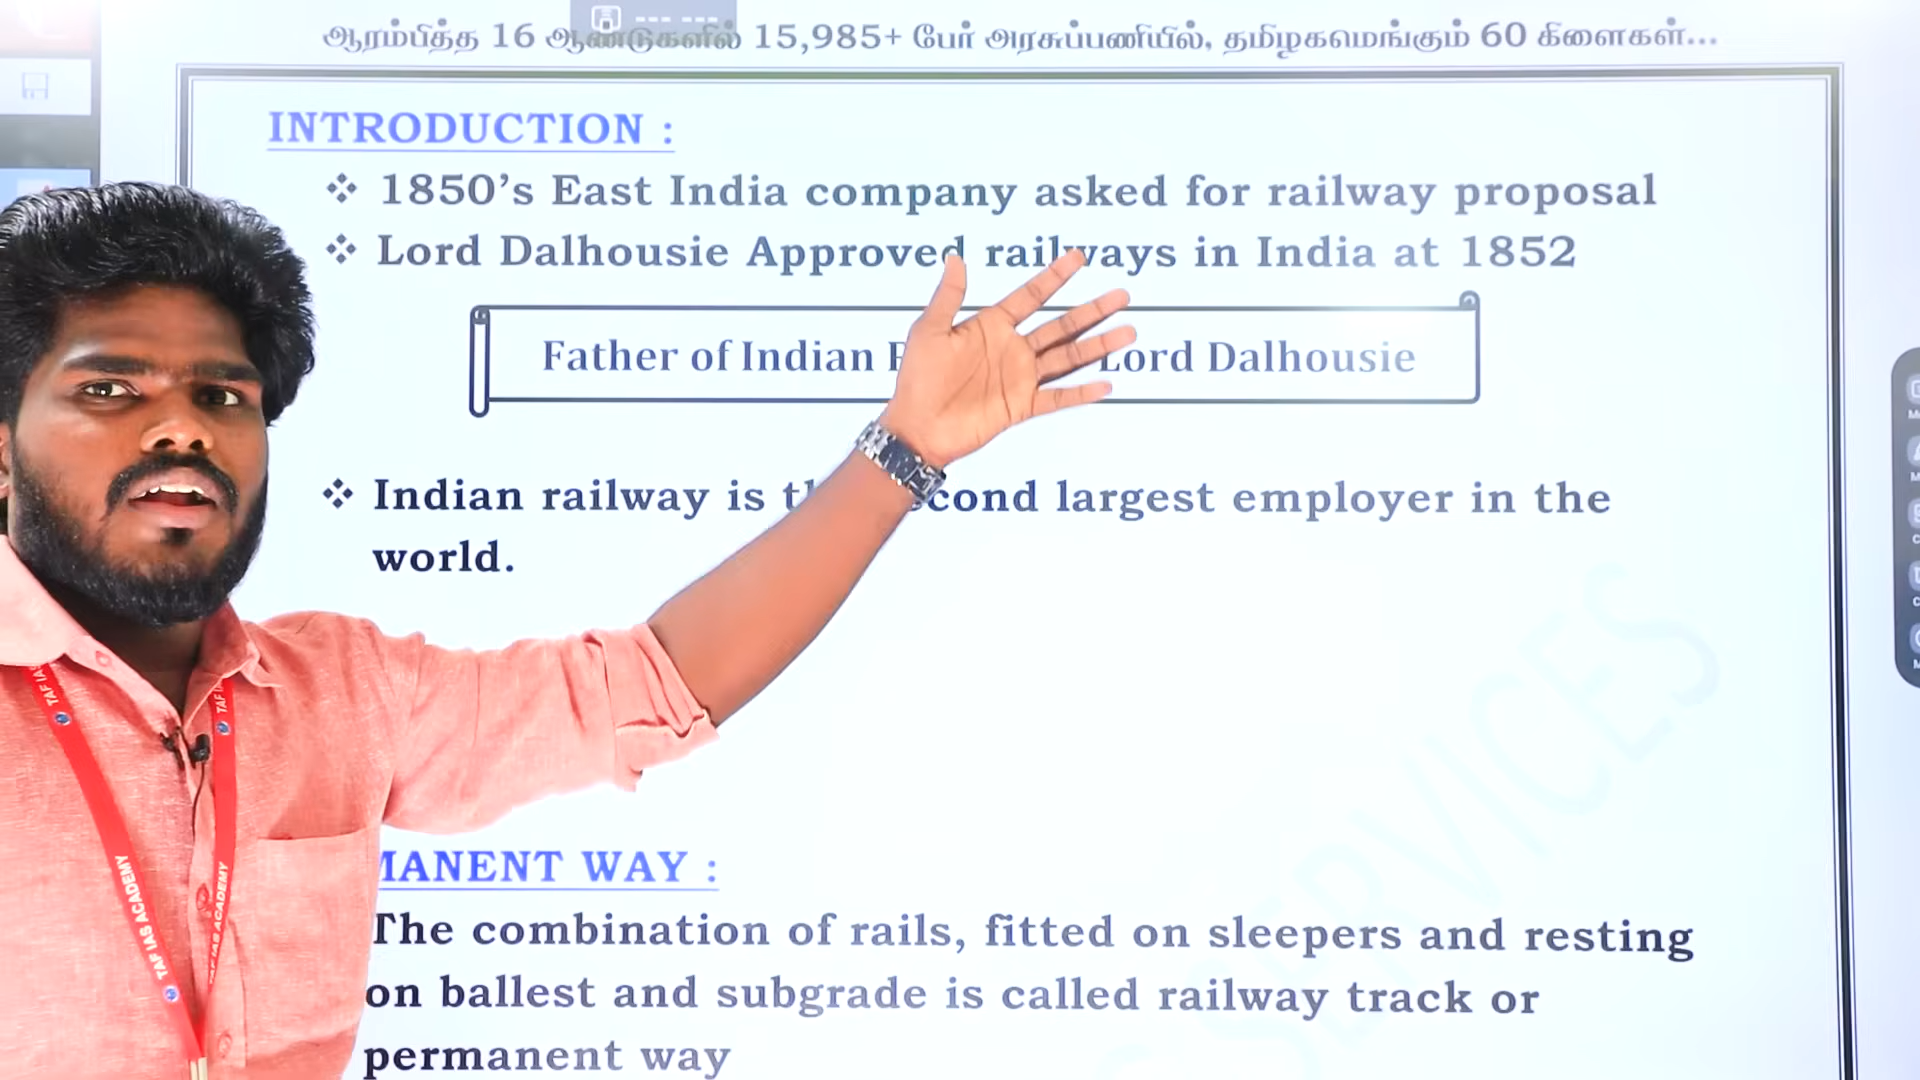 ஆரம்பித்த 16 ஆண்டுகளில் 15,985+ பேர் அரசுப்பணியில், தமிழகமெங்கும் 60 கிளைகள்...
INTRODUCTION :
❖ 1850’s East India company asked for railway proposal
❖ Lord Dalhousie Approved railways in India at 1852
Father of Indian Lord Dalhousie
❖ Indian railway is second largest employer in the
world.
MANENT WAY :
The combination of rails, fitted on sleepers and resting
on ballest and subgrade is called railway track or
permanent way
SERVICES
TAF IAS ACADEMY
TAF IAS ACADEMY